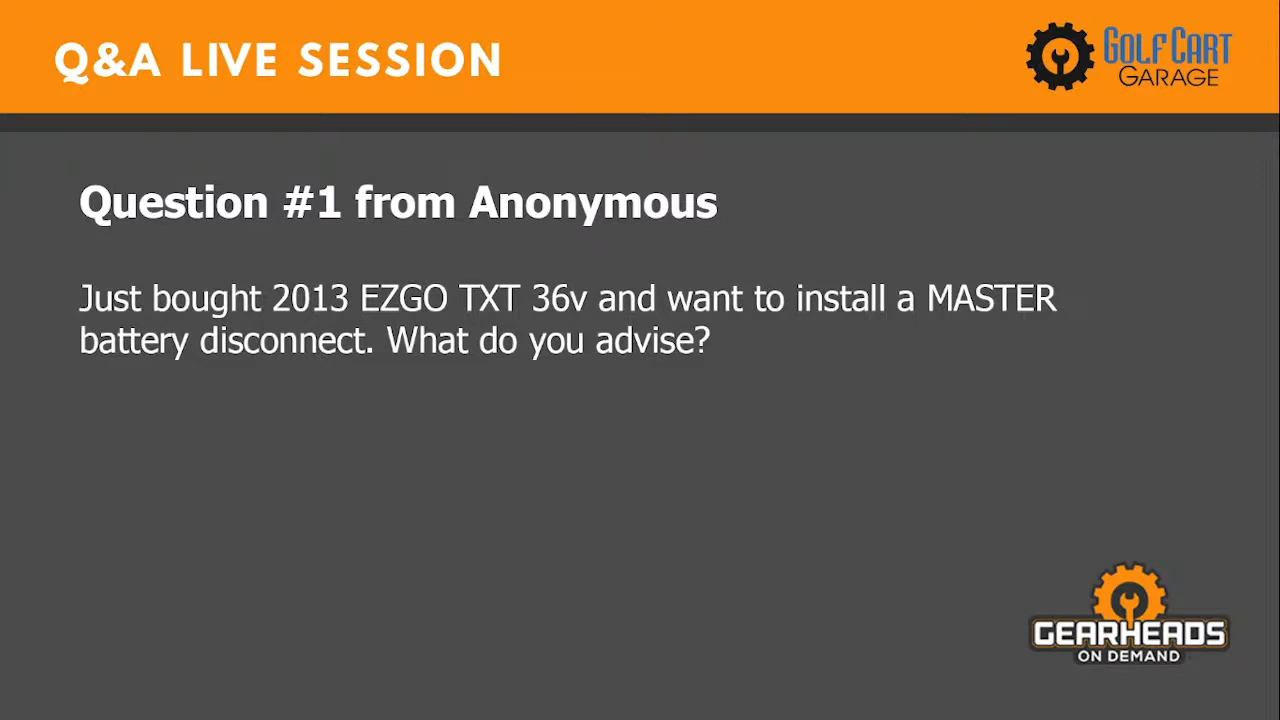 Q&A LIVE SESSION
GOLF CART
GARAGE
Question #1 from Anonymous
Just bought 2013 EZGO TXT 36v and want to install a MASTER
battery disconnect. What do you advise?
GEARHEADS
ON DEMAND